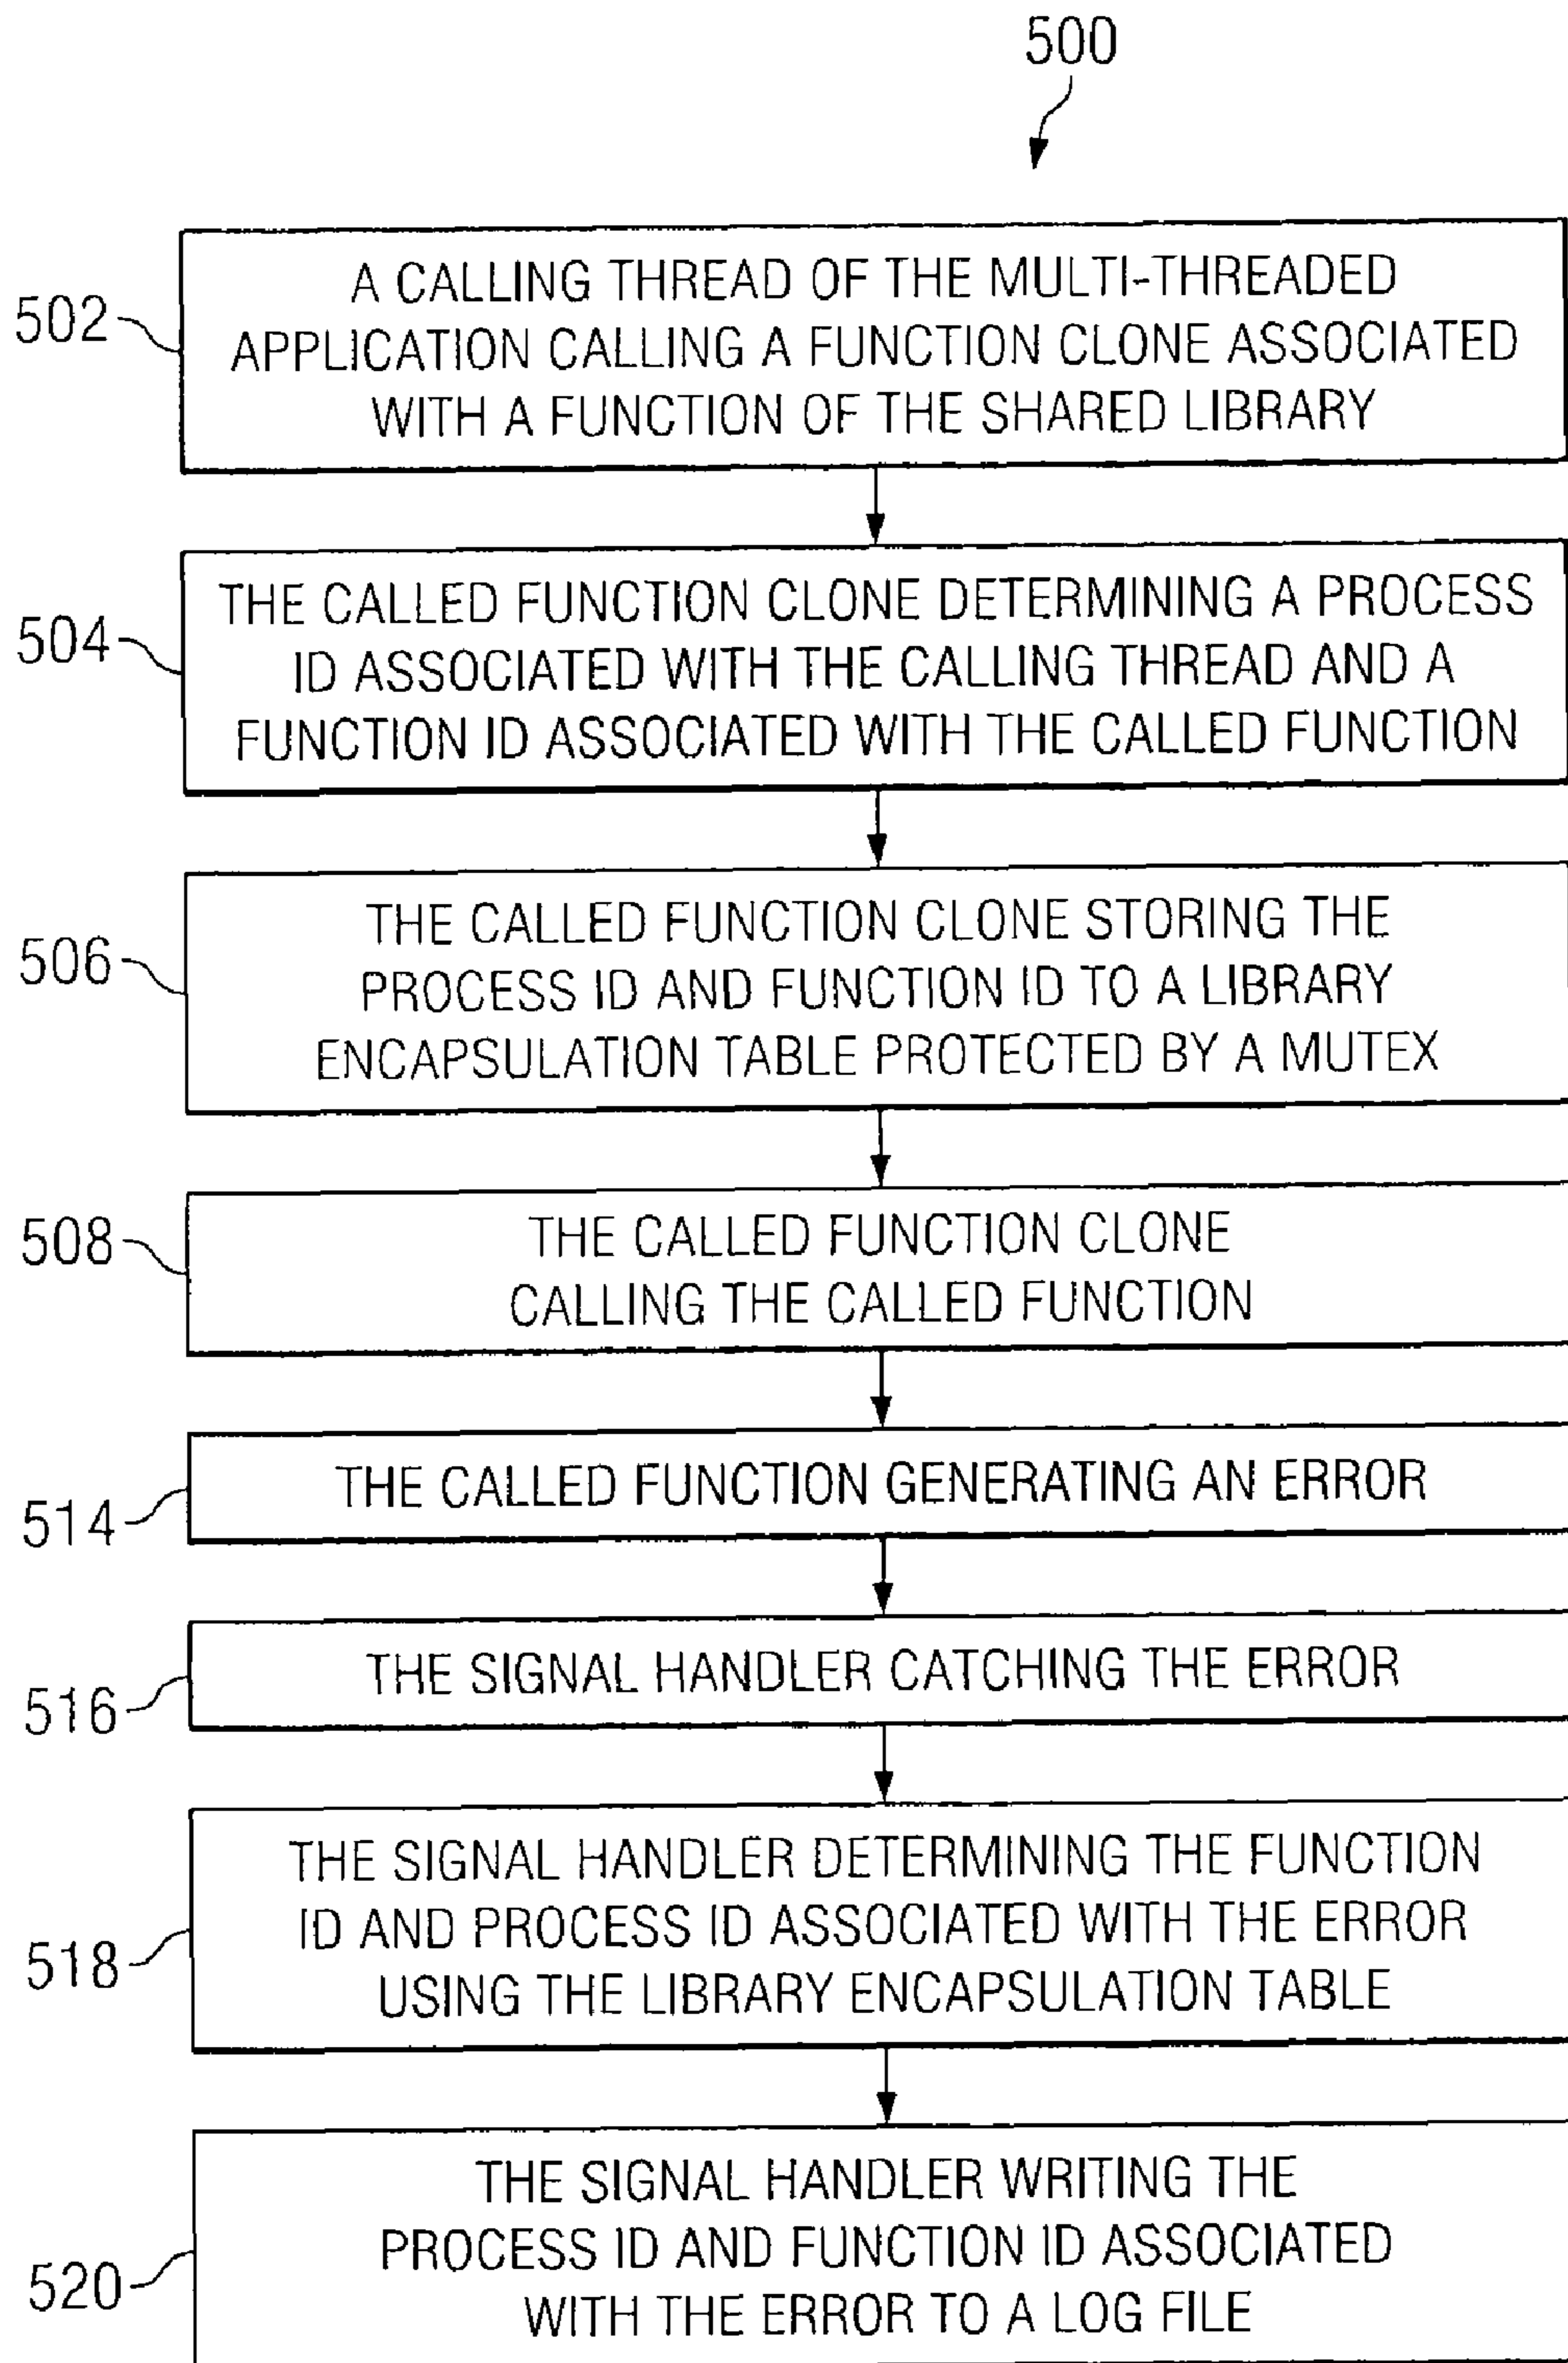 500
502
A CALLING THREAD OF THE MULTI-THREADED
APPLICATION CALLING A FUNCTION CLONE ASSOCIATED
WITH A FUNCTION OF THE SHARED LIBRARY
504
THE CALLED FUNCTION CLONE DETERMINING A PROCESS
ID ASSOCIATED WITH THE CALLING THREAD AND A
FUNCTION ID ASSOCIATED WITH THE CALLED FUNCTION
506
THE CALLED FUNCTION CLONE STORING THE
PROCESS ID AND FUNCTION ID TO A LIBRARY
ENCAPSULATION TABLE PROTECTED BY A MUTEX
508
THE CALLED FUNCTION CLONE
CALLING THE CALLED FUNCTION
514
THE CALLED FUNCTION GENERATING AN ERROR
516
THE SIGNAL HANDLER CATCHING THE ERROR
518
THE SIGNAL HANDLER DETERMINING THE FUNCTION
ID AND PROCESS ID ASSOCIATED WITH THE ERROR
USING THE LIBRARY ENCAPSULATION TABLE
520
THE SIGNAL HANDLER WRITING THE
PROCESS ID AND FUNCTION ID ASSOCIATED
WITH THE ERROR TO A LOG FILE